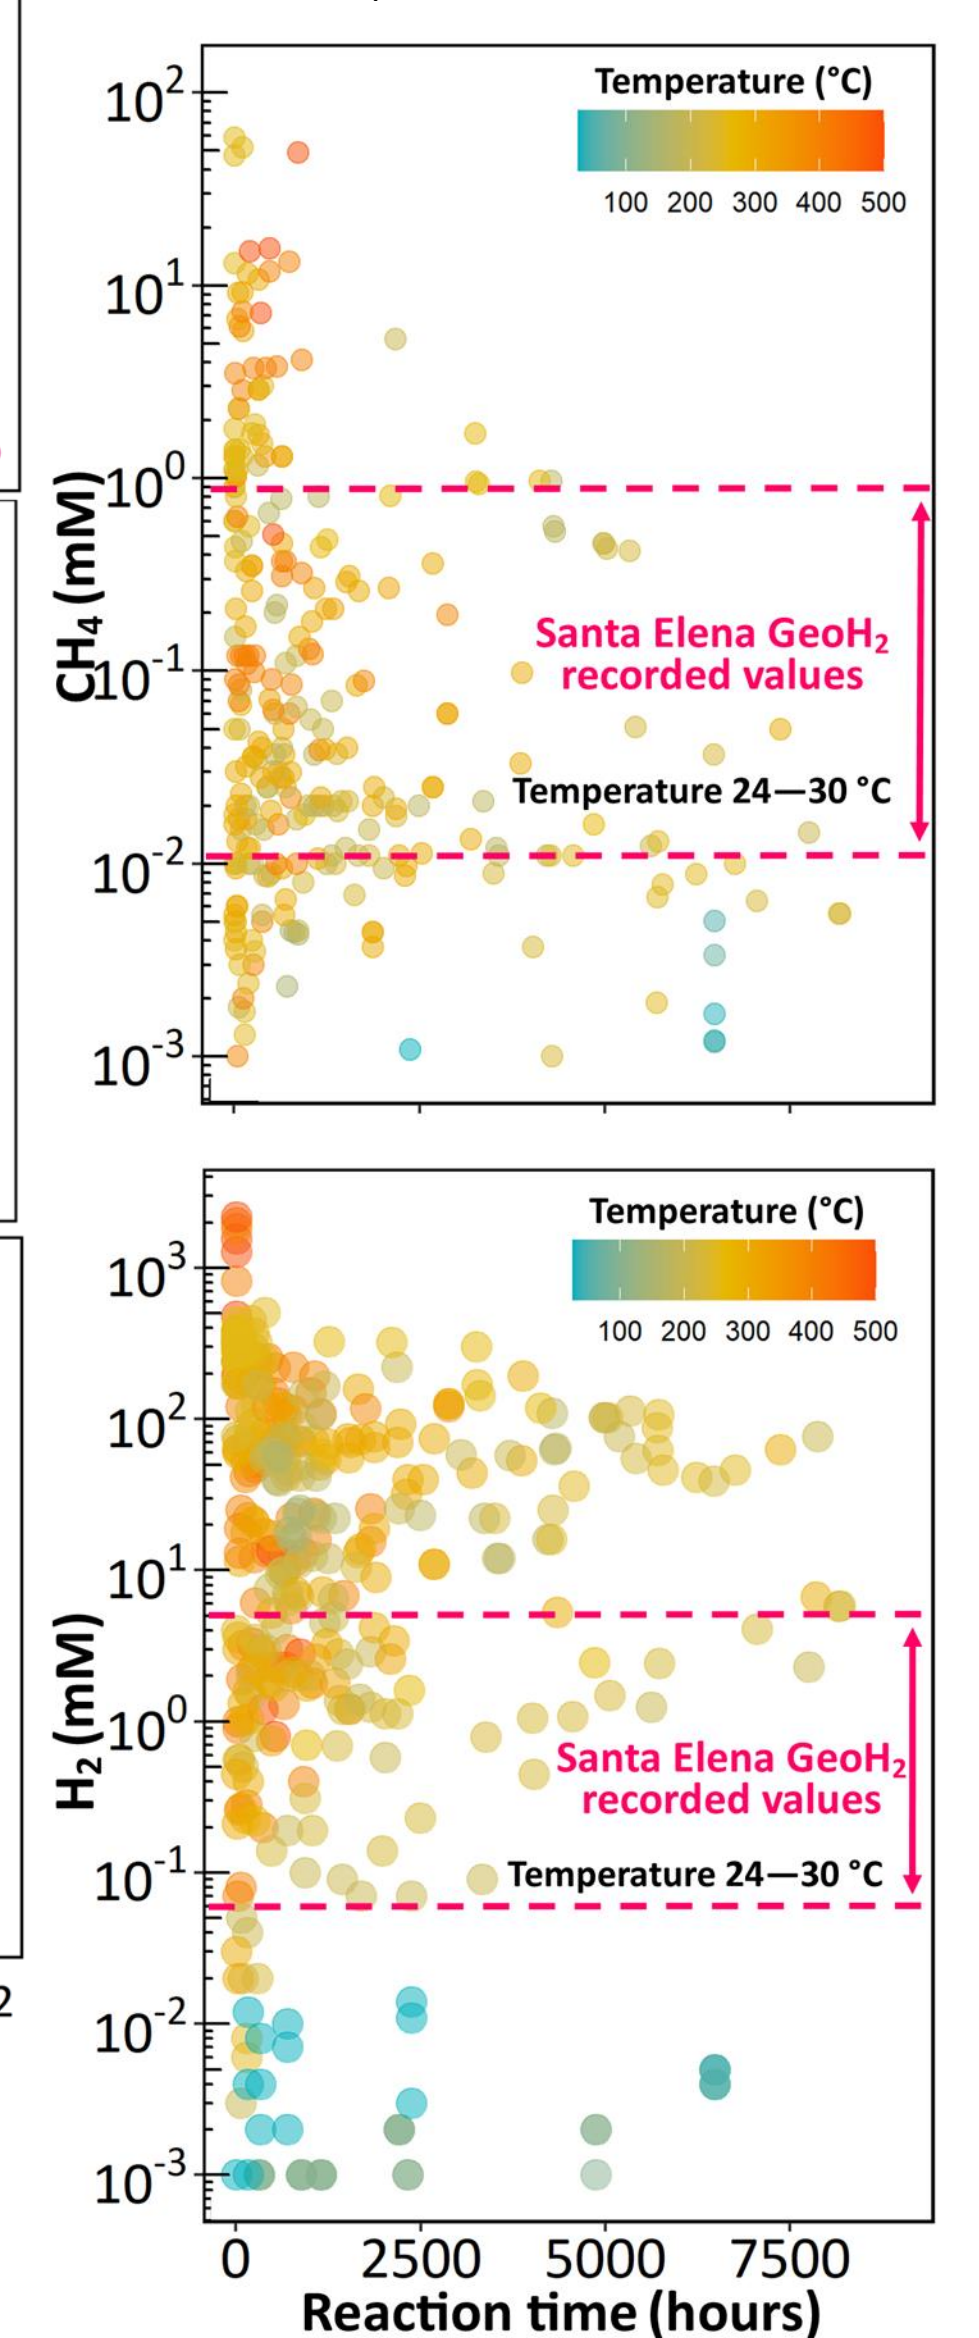 10²
Temperature (°C)
100 200 300 400 500
10¹
10⁰
CH₄ (mM)
Santa Elena GeoH₂
recorded values
10⁻¹
Temperature 24—30 °C
10⁻²
10⁻³
Temperature (°C)
100 200 300 400 500
10³
10²
10¹
H₂ (mM)
10⁰
Santa Elena GeoH₂
recorded values
10⁻¹
Temperature 24—30 °C
2
10⁻²
10⁻³
0 2500 5000 7500
Reaction time (hours)